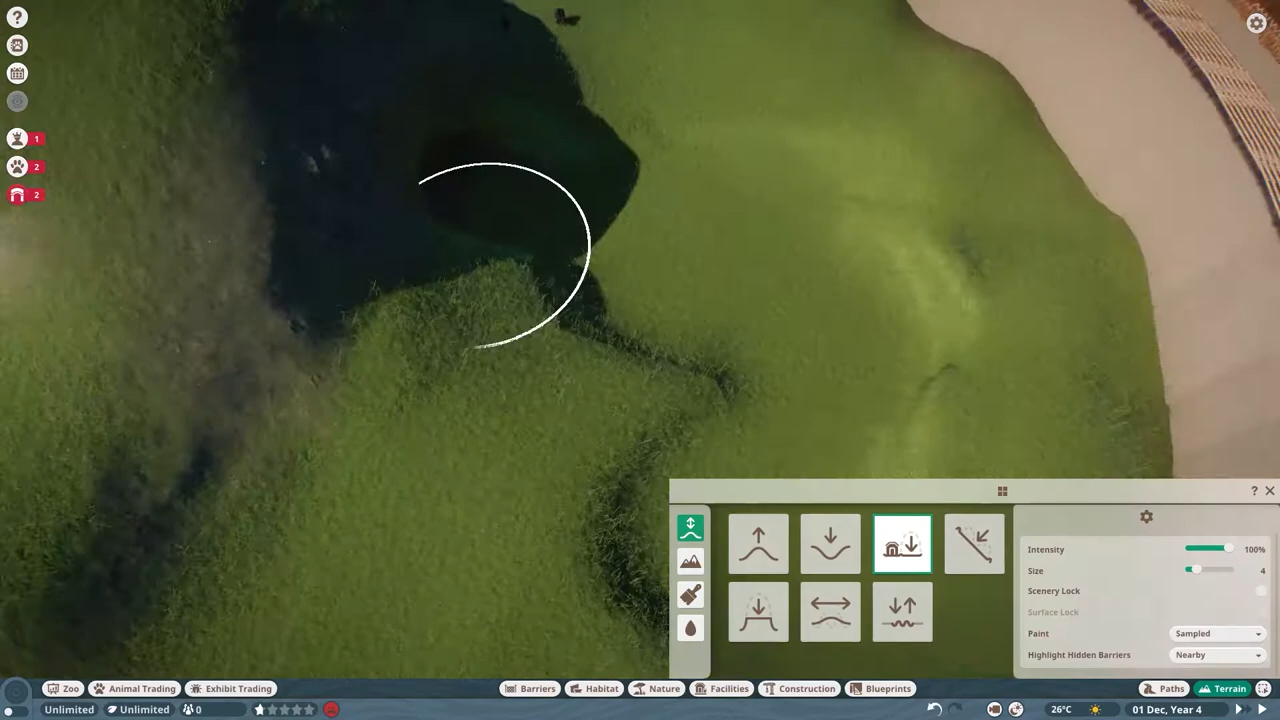 ?
1
2
2
? 
Intensity 100%
Size 4
Scenery Lock
Surface Lock
Paint Sampled
Highlight Hidden Barriers Nearby
Zoo Animal Trading Exhibit Trading Barriers Habitat Nature Facilities Construction Blueprints Paths Terrain
Unlimited Unlimited 0 26°C 01 Dec, Year 4